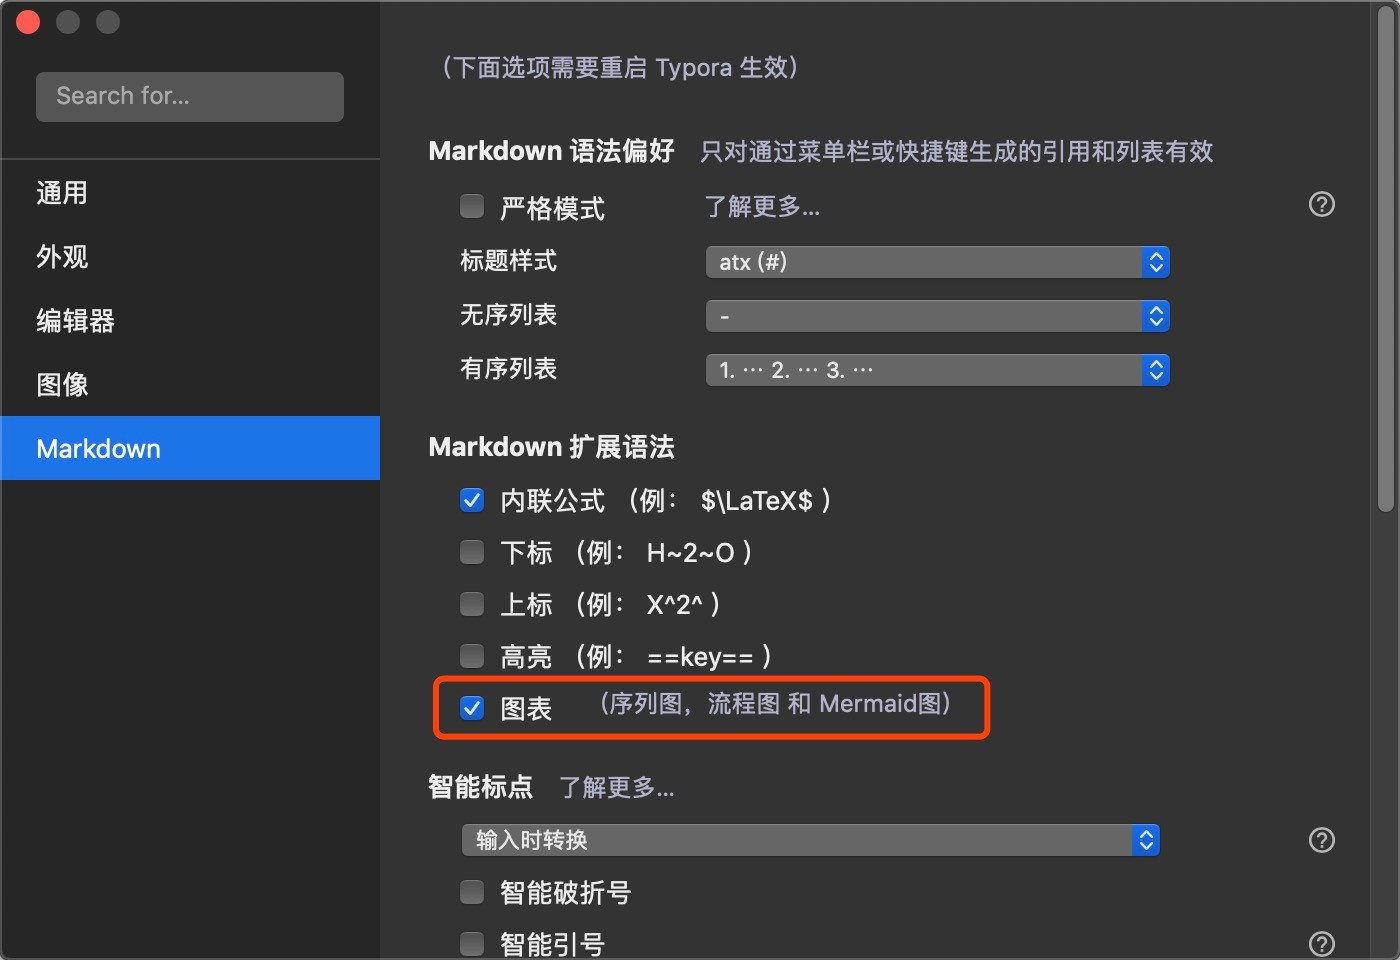 Search for...
通用
外观
编辑器
图像
Markdown
（下面选项需要重启 Typora 生效）
Markdown 语法偏好 只对通过菜单栏或快捷键生成的引用和列表有效
严格模式 了解更多...
标题样式 atx (#)
无序列表 -
有序列表 1. ··· 2. ··· 3. ···
Markdown 扩展语法
内联公式 （例： $\LaTeX$ ）
下标 （例： H~2~O ）
上标 （例： X^2^ ）
高亮 （例： ==key== ）
图表 （序列图，流程图 和 Mermaid图）
智能标点 了解更多...
输入时转换
智能破折号
智能引号